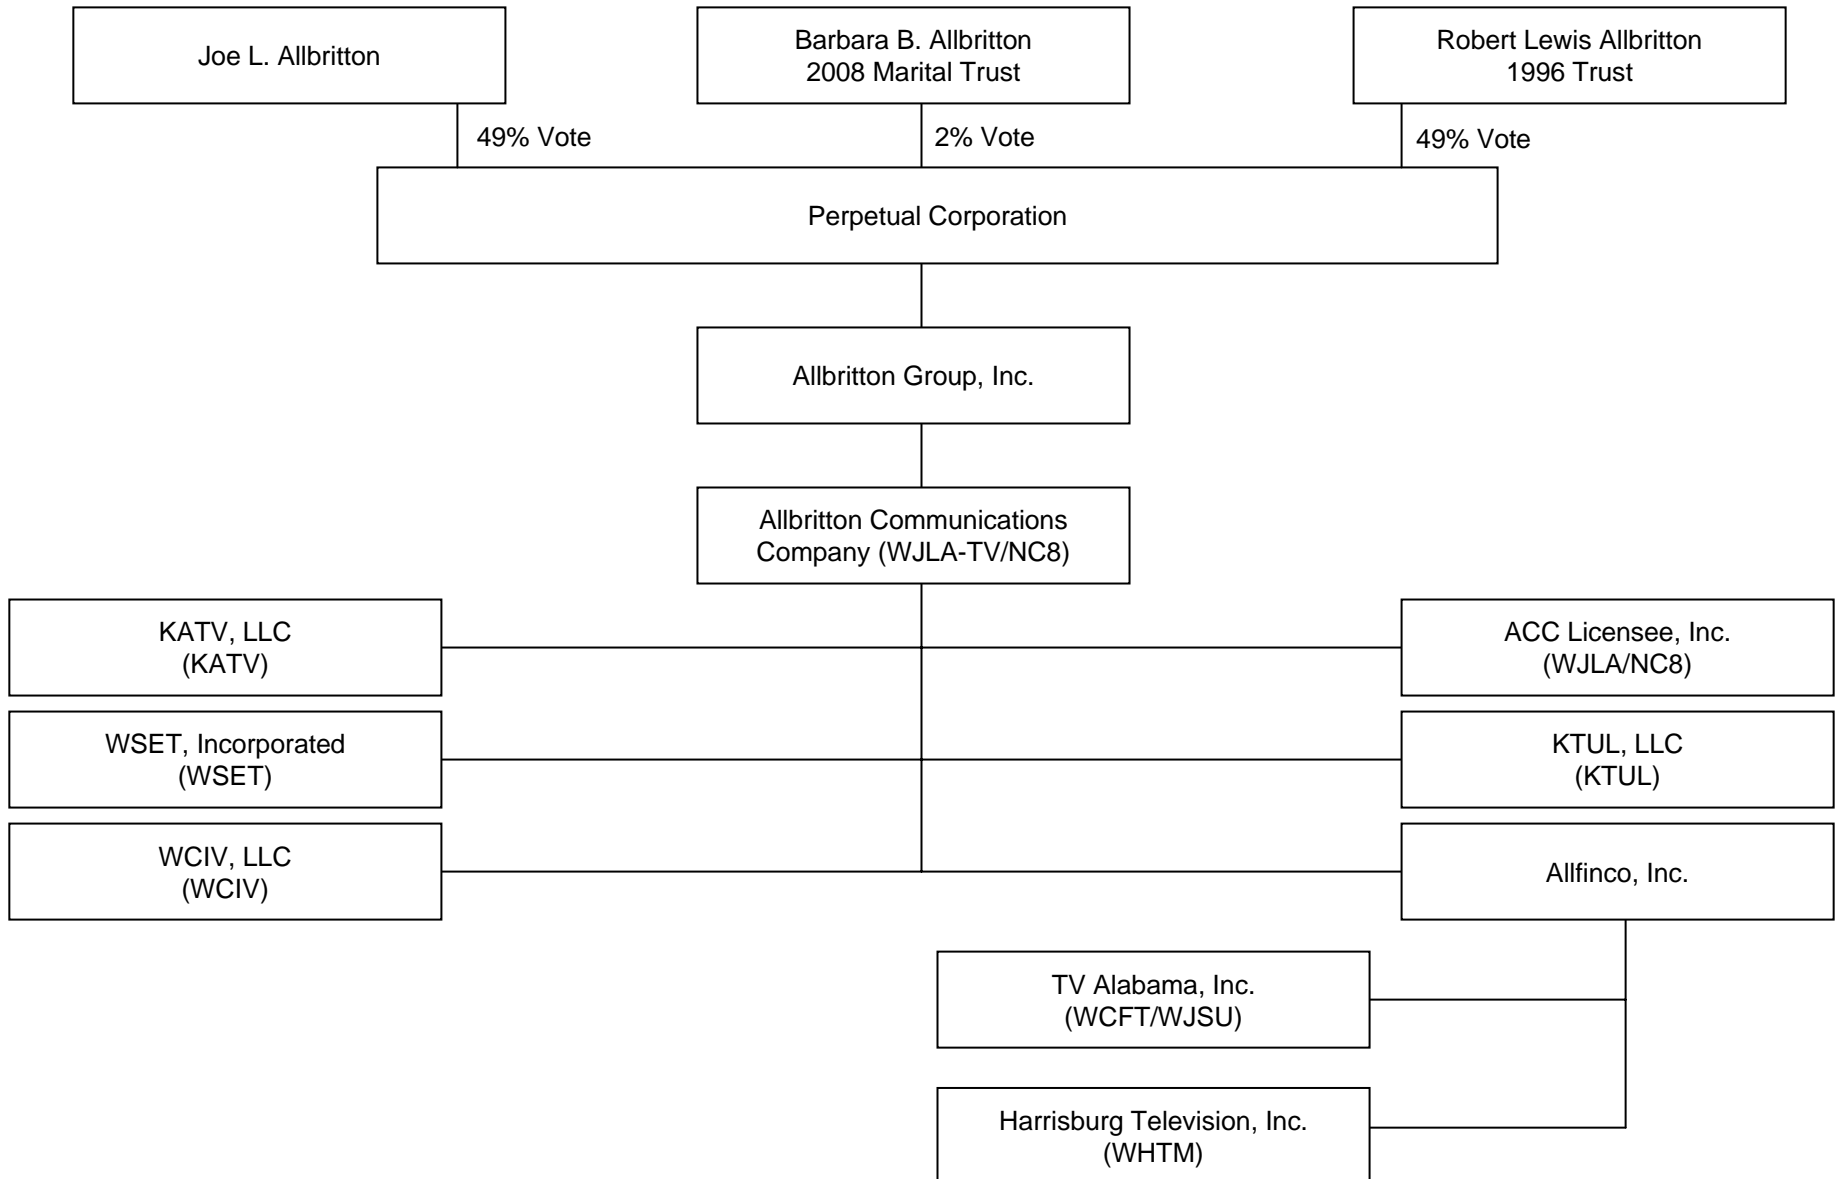 Joe L. Allbritton
Barbara B. Allbritton
2008 Marital Trust
Robert Lewis Allbritton
1996 Trust
49% Vote
2% Vote
49% Vote
Perpetual Corporation
Allbritton Group, Inc.
Allbritton Communications
Company (WJLA-TV/NC8)
KATV, LLC
(KATV)
ACC Licensee, Inc.
(WJLA/NC8)
WSET, Incorporated
(WSET)
KTUL, LLC
(KTUL)
WCIV, LLC
(WCIV)
Allfinco, Inc.
TV Alabama, Inc.
(WCFT/WJSU)
Harrisburg Television, Inc.
(WHTM)